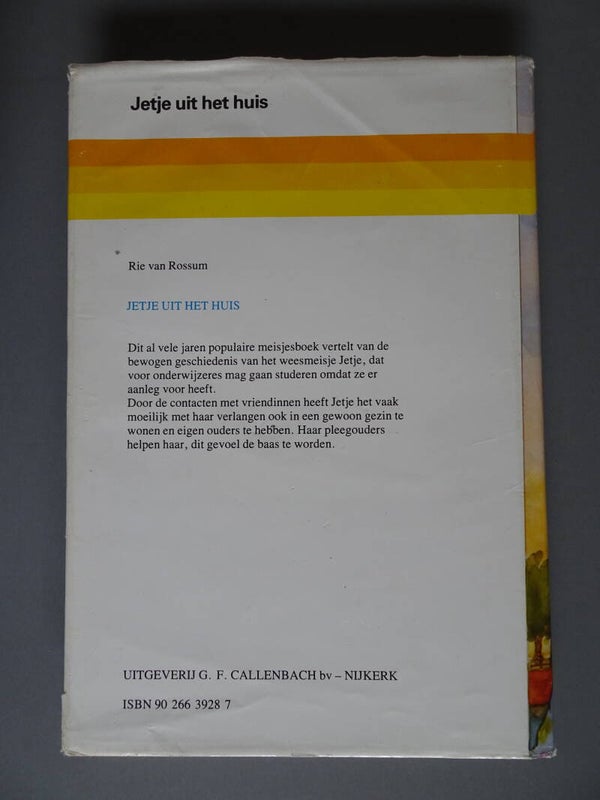 Jetje uit het huis
Rie van Rossum
JETJE UIT HET HUIS
Dit al vele jaren populaire meisjesboek vertelt van de
bewogen geschiedenis van het weesmeisje Jetje, dat
voor onderwijzeres mag gaan studeren omdat ze er
aanleg voor heeft.
Door de contacten met vriendinnen heeft Jetje het vaak
moeilijk met haar verlangen ook in een gewoon gezin te
wonen en eigen ouders te hebben. Haar pleegouders
helpen haar, dit gevoel de baas te worden.
UITGEVERIJ G. F. CALLENBACH bv – NIJKERK
ISBN 90 266 3928 7